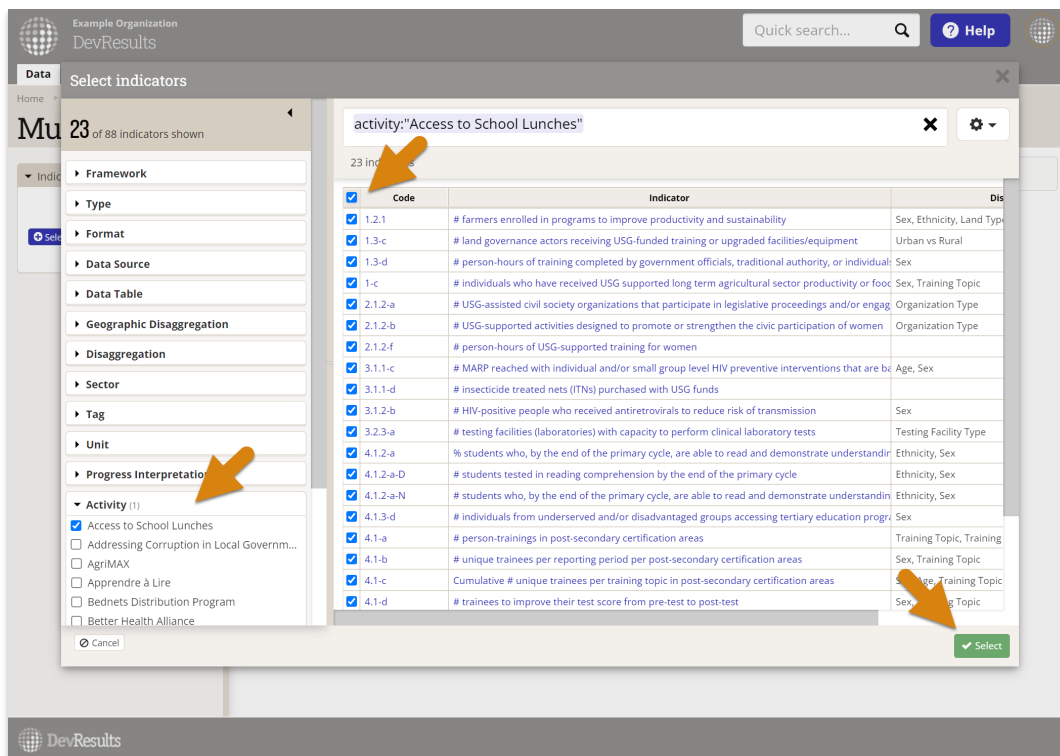 Example Organization
DevResults
Quick search...
Help
Data
Select indicators
Home
Mu
23 of 88 indicators shown
activity:"Access to School Lunches"
23
Indic
Sele
Framework
Type
Format
Data Source
Data Table
Geographic Disaggregation
Disaggregation
Sector
Tag
Unit
Progress Interpretation
Activity (1)
Access to School Lunches
Addressing Corruption in Local Governm...
AgriMAX
Apprendre à Lire
Bednets Distribution Program
Better Health Alliance
Code Indicator Dis
1.2.1 # farmers enrolled in programs to improve productivity and sustainability Sex, Ethnicity, Land Type
1.3-c # land governance actors receiving USG-funded training or upgraded facilities/equipment Urban vs Rural
1.3-d # person-hours of training completed by government officials, traditional authority, or individuals Sex
1-c # individuals who have received USG supported long term agricultural sector productivity or food Sex, Training Topic
2.1.2-a # USG-assisted civil society organizations that participate in legislative proceedings and/or engag Organization Type
2.1.2-b # USG-supported activities designed to promote or strengthen the civic participation of women Organization Type
2.1.2-f # person-hours of USG-supported training for women
3.1.1-c # MARP reached with individual and/or small group level HIV preventive interventions that are ba Age, Sex
3.1.1-d # insecticide treated nets (ITNs) purchased with USG funds
3.1.2-b # HIV-positive people who received antiretrovirals to reduce risk of transmission Sex
3.2.3-a # testing facilities (laboratories) with capacity to perform clinical laboratory tests Testing Facility Type
4.1.2-a % students who, by the end of the primary cycle, are able to read and demonstrate understandin Ethnicity, Sex
4.1.2-a-D # students tested in reading comprehension by the end of the primary cycle Ethnicity, Sex
4.1.2-a-N # students who, by the end of the primary cycle, are able to read and demonstrate understandin Ethnicity, Sex
4.1.3-d # individuals from underserved and/or disadvantaged groups accessing tertiary education progra Sex
4.1-a # person-trainings in post-secondary certification areas Training Topic, Training
4.1-b # unique trainees per reporting period per post-secondary certification areas Sex, Training Topic
4.1-c Cumulative # unique trainees per training topic in post-secondary certification areas Age, Training Topic
4.1-d # trainees to improve their test score from pre-test to post-test Sex, Topic
Cancel
Select
DevResults